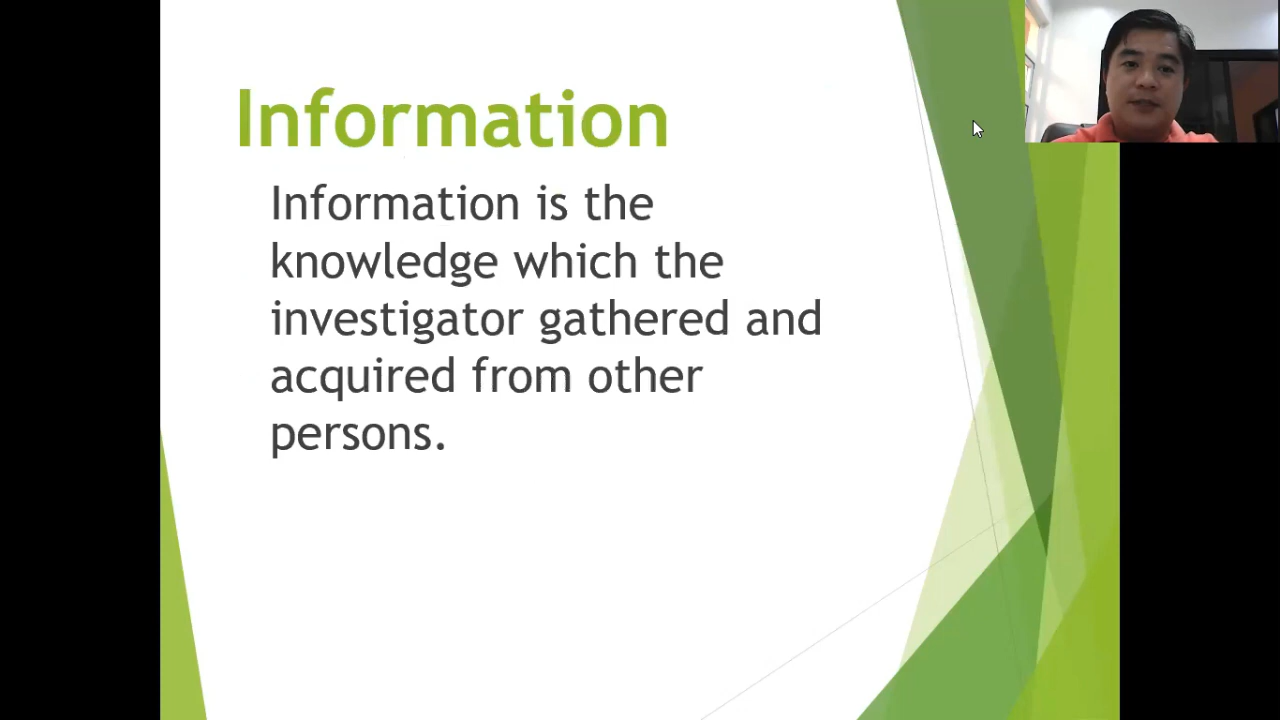 Information
Information is the
knowledge which the
investigator gathered and
acquired from other
persons.